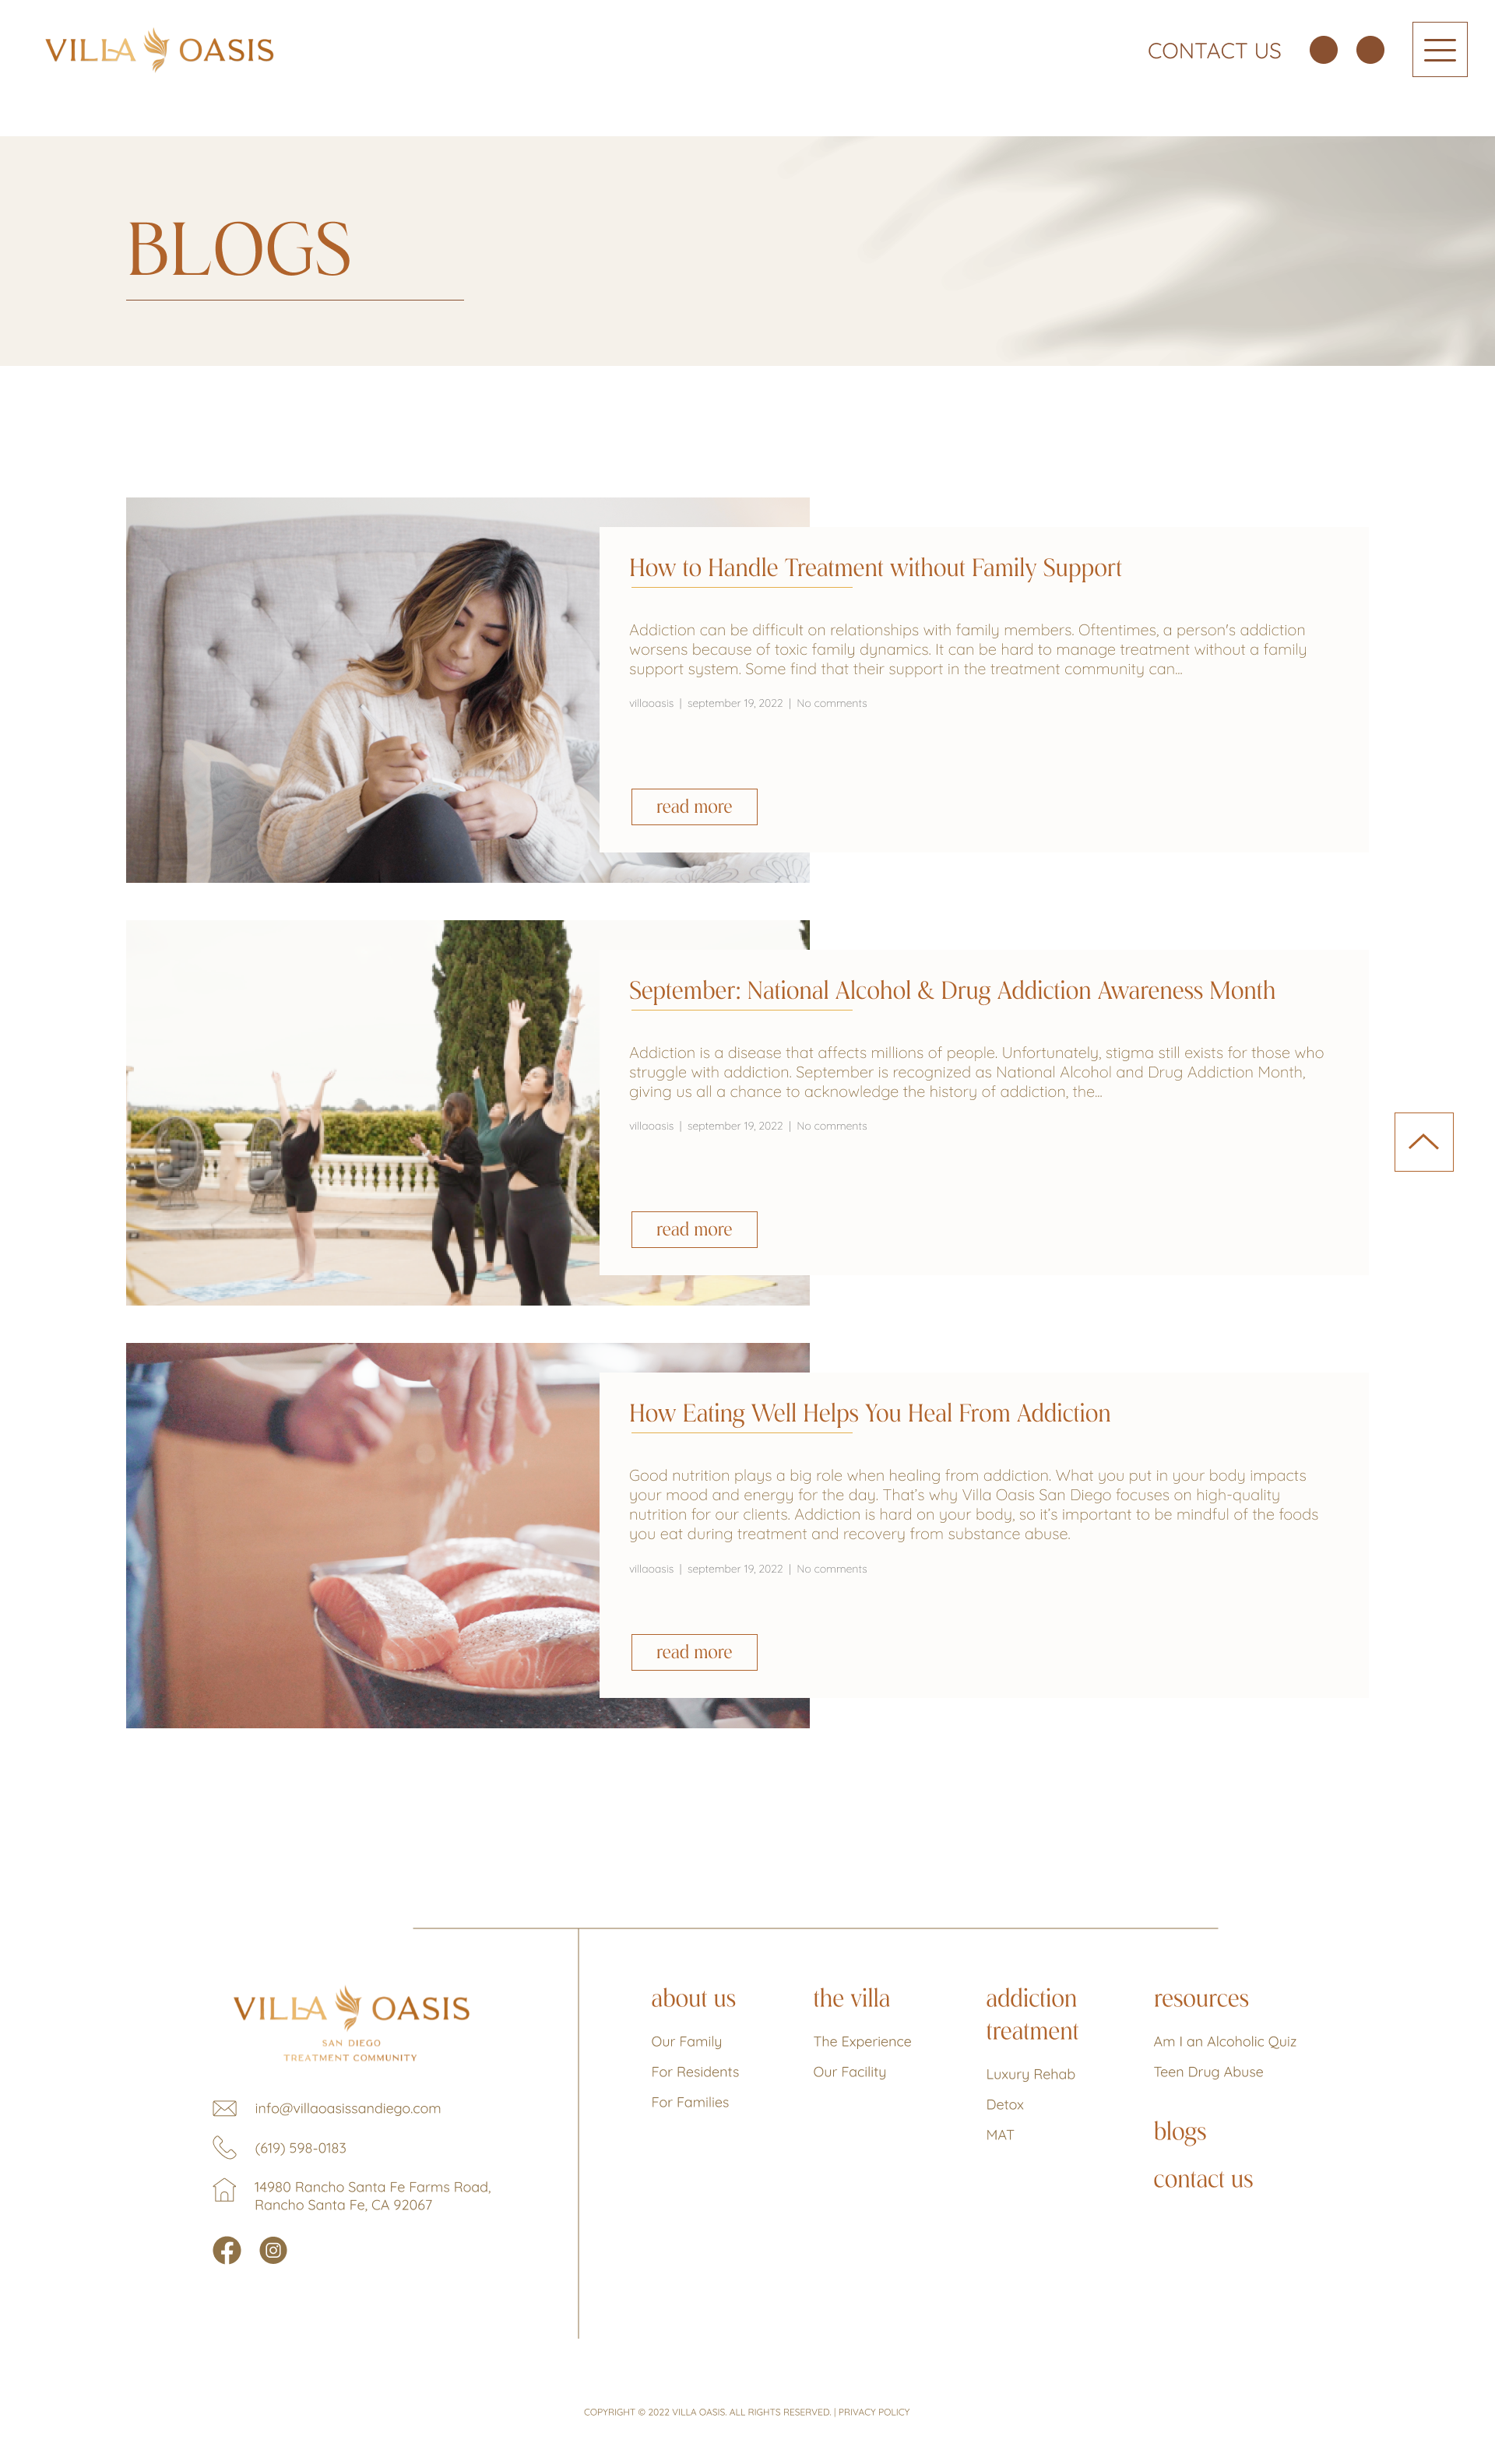 VILLA OASIS
CONTACT US
BLOGS
How to Handle Treatment without Family Support
Addiction can be difficult on relationships with family members. Oftentimes, a person's addiction
worsens because of toxic family dynamics. It can be hard to manage treatment without a family
support system. Some find that their support in the treatment community can...
villaoasis | september 19, 2022 | No comments
read more
September: National Alcohol & Drug Addiction Awareness Month
Addiction is a disease that affects millions of people. Unfortunately, stigma still exists for those who
struggle with addiction. September is recognized as National Alcohol and Drug Addiction Month,
giving us all a chance to acknowledge the history of addiction, the...
villaoasis | september 19, 2022 | No comments
read more
How Eating Well Helps You Heal From Addiction
Good nutrition plays a big role when healing from addiction. What you put in your body impacts
your mood and energy for the day. That's why Villa Oasis San Diego focuses on high-quality
nutrition for our clients. Addiction is hard on your body, so it's important to be mindful of the foods
you eat during treatment and recovery from substance abuse.
villaoasis | september 19, 2022 | No comments
read more
VILLA OASIS
SAN DIEGO
TREATMENT COMMUNITY
info@villaoasissandiego.com
(619) 598-0183
14980 Rancho Santa Fe Farms Road,
Rancho Santa Fe, CA 92067
about us
Our Family
For Residents
For Families
the villa
The Experience
Our Facility
addiction
treatment
Luxury Rehab
Detox
MAT
resources
Am I an Alcoholic Quiz
Teen Drug Abuse
blogs
contact us
COPYRIGHT © 2022 VILLA OASIS. ALL RIGHTS RESERVED. | PRIVACY POLICY